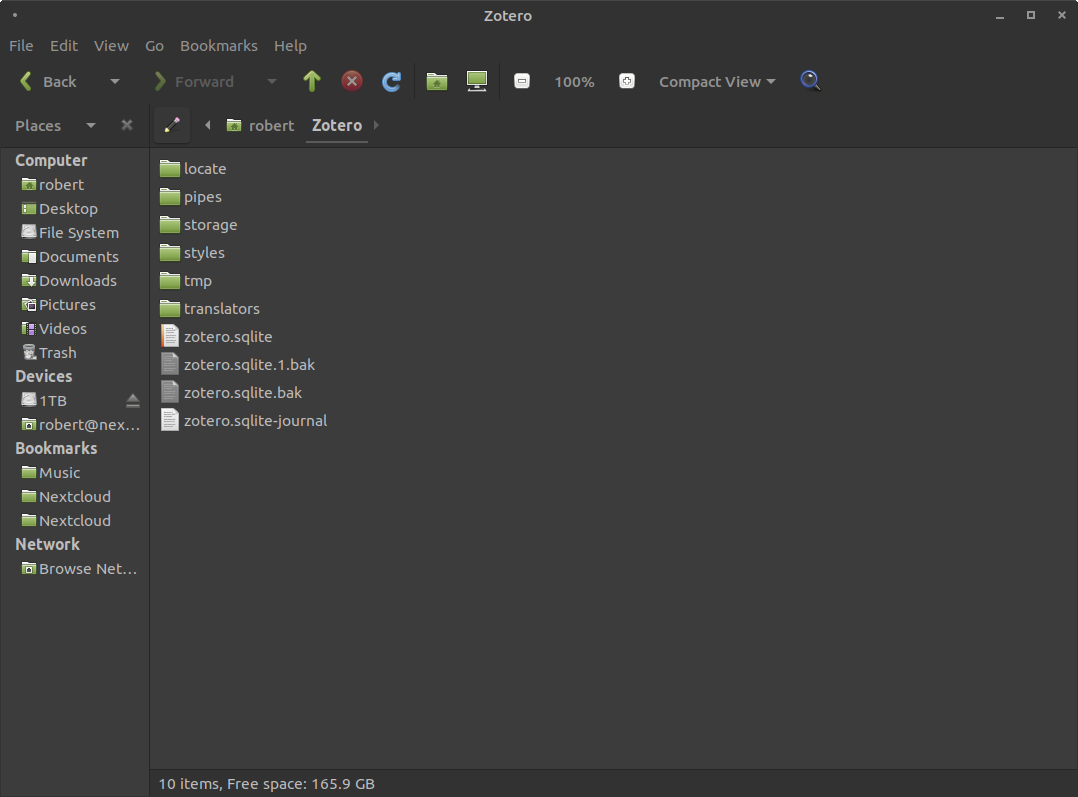 Zotero
File Edit View Go Bookmarks Help
Back Forward 100% Compact View
Places robert Zotero
Computer
robert
Desktop
File System
Documents
Downloads
Pictures
Videos
Trash
Devices
1TB
robert@nex...
Bookmarks
Music
Nextcloud
Nextcloud
Network
Browse Net...
locate
pipes
storage
styles
tmp
translators
zotero.sqlite
zotero.sqlite.1.bak
zotero.sqlite.bak
zotero.sqlite-journal
10 items, Free space: 165.9 GB